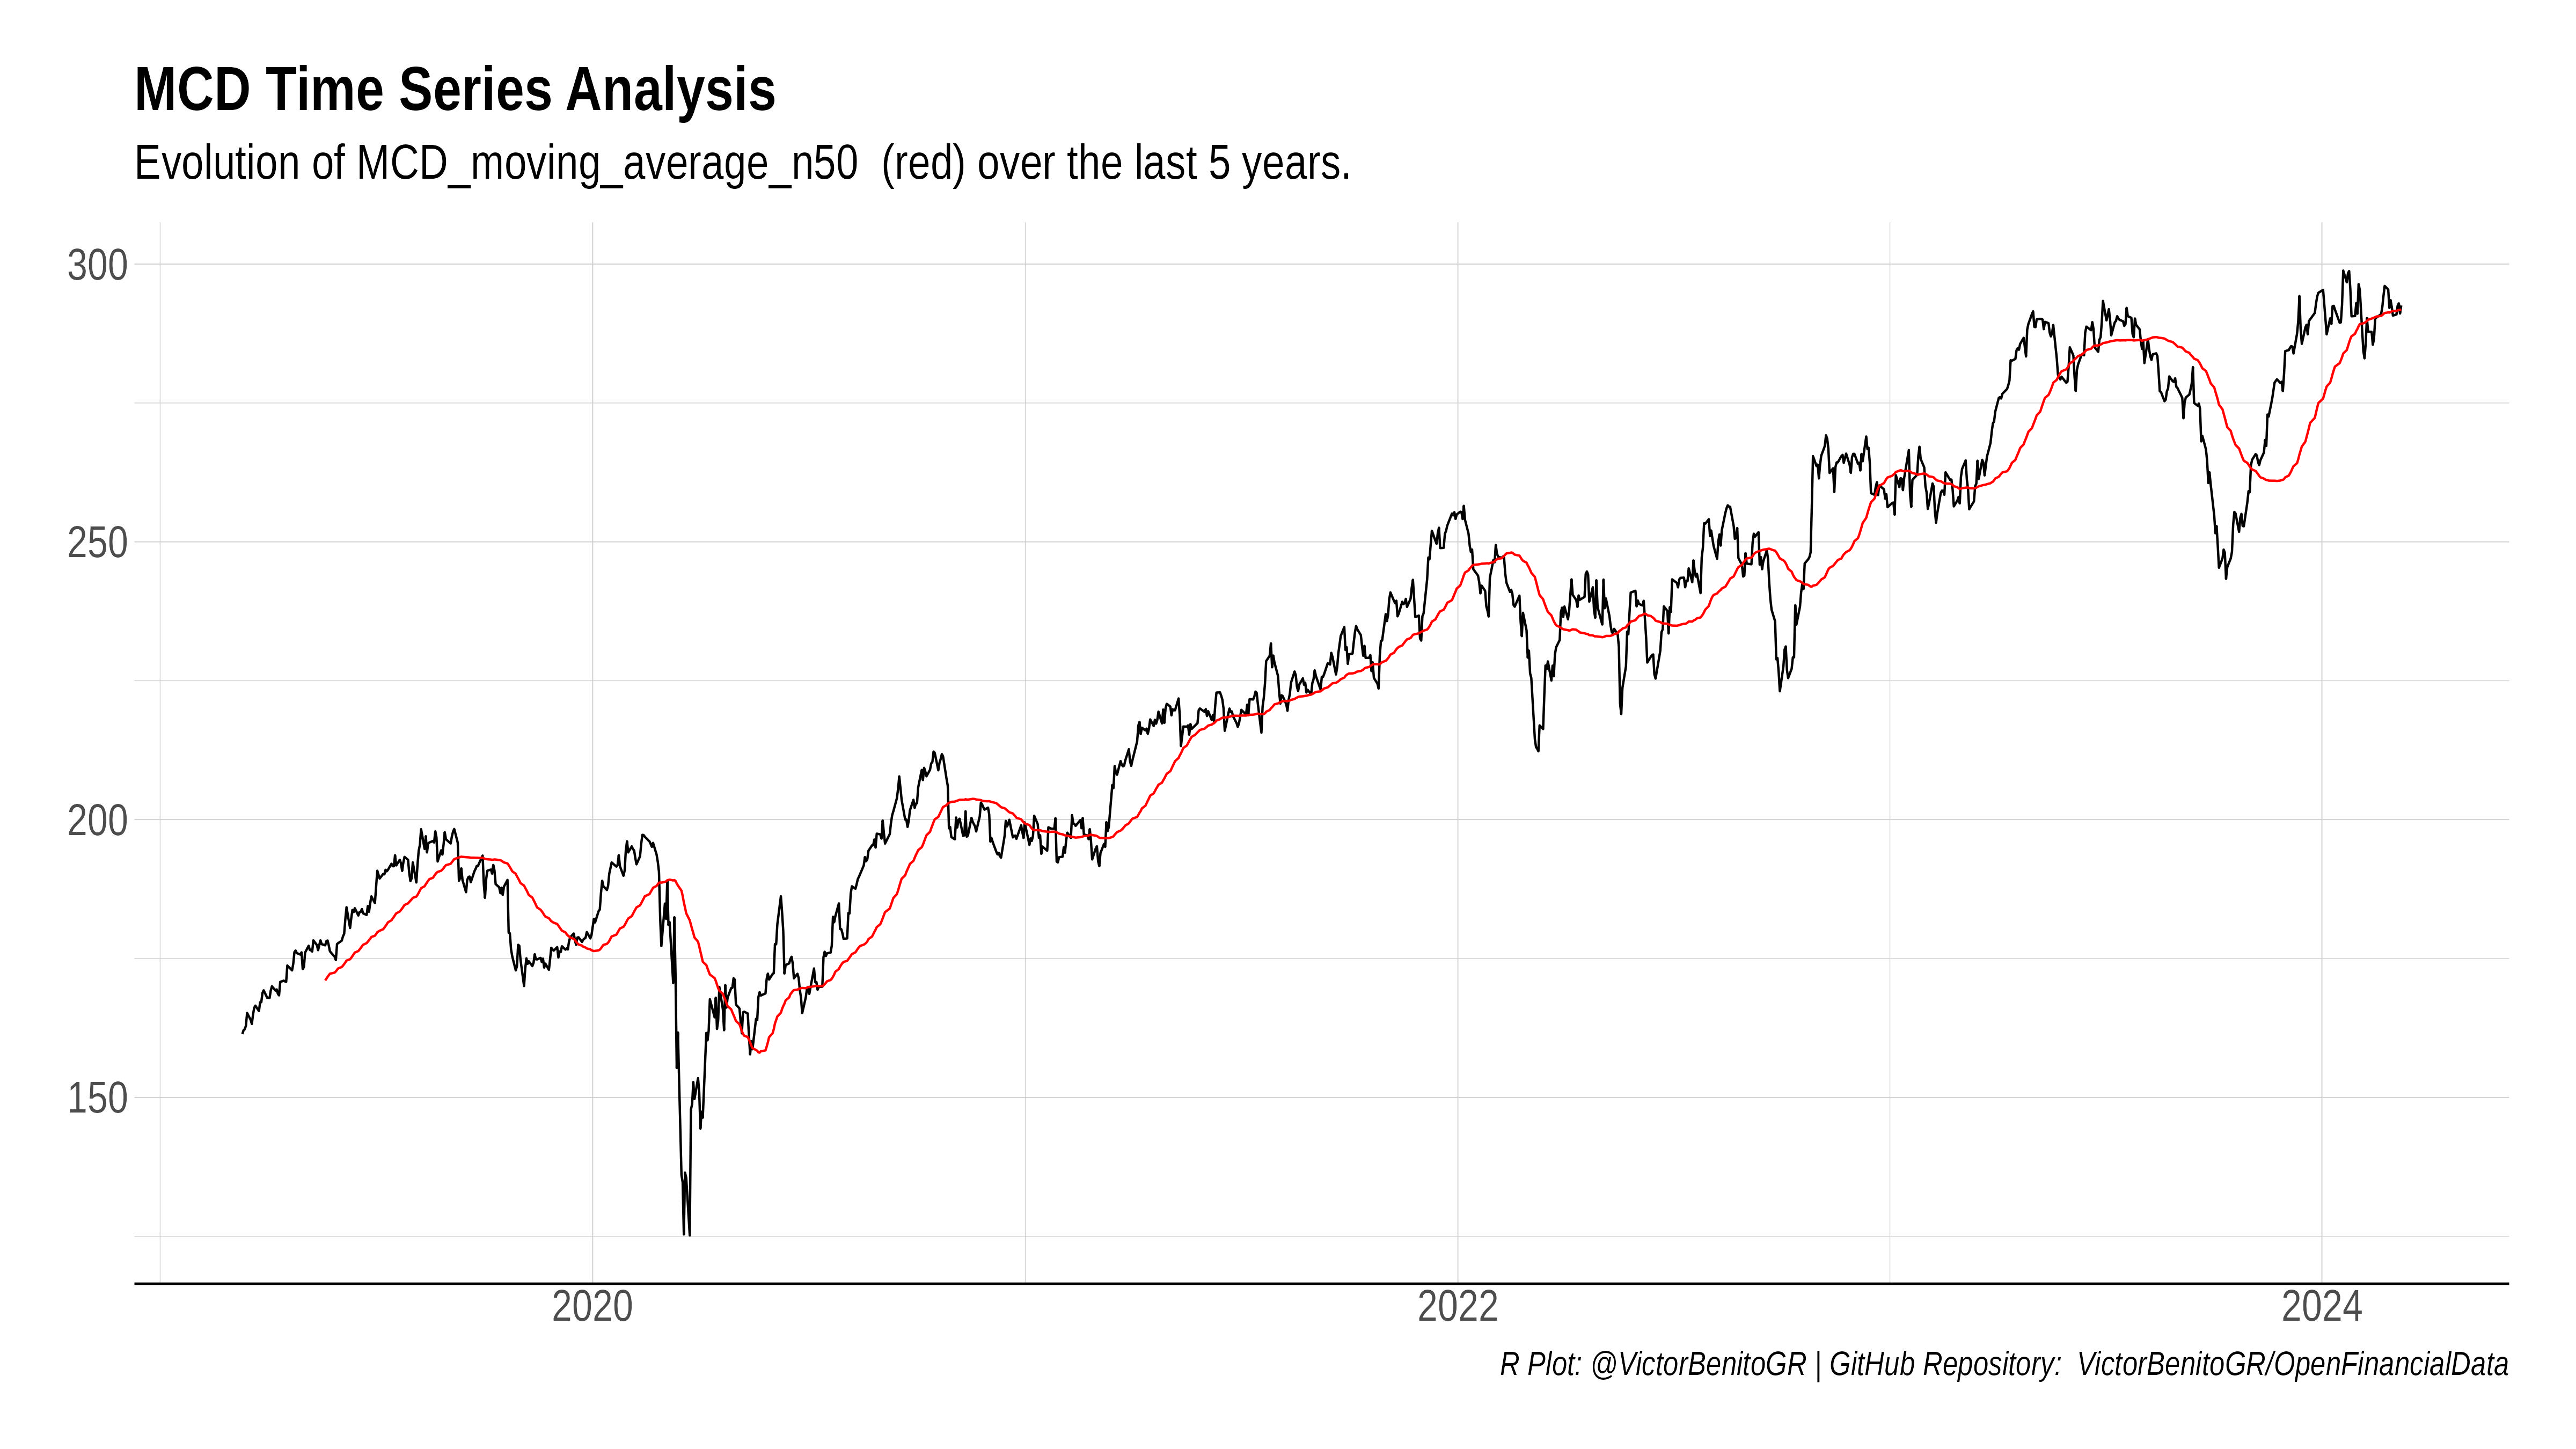 MCD Time Series Analysis
Evolution of MCD_moving_average_n50  (red) over the last 5 years.
300
250
200
150
2020 2022 2024
R Plot: @VictorBenitoGR | GitHub Repository:  VictorBenitoGR/OpenFinancialData